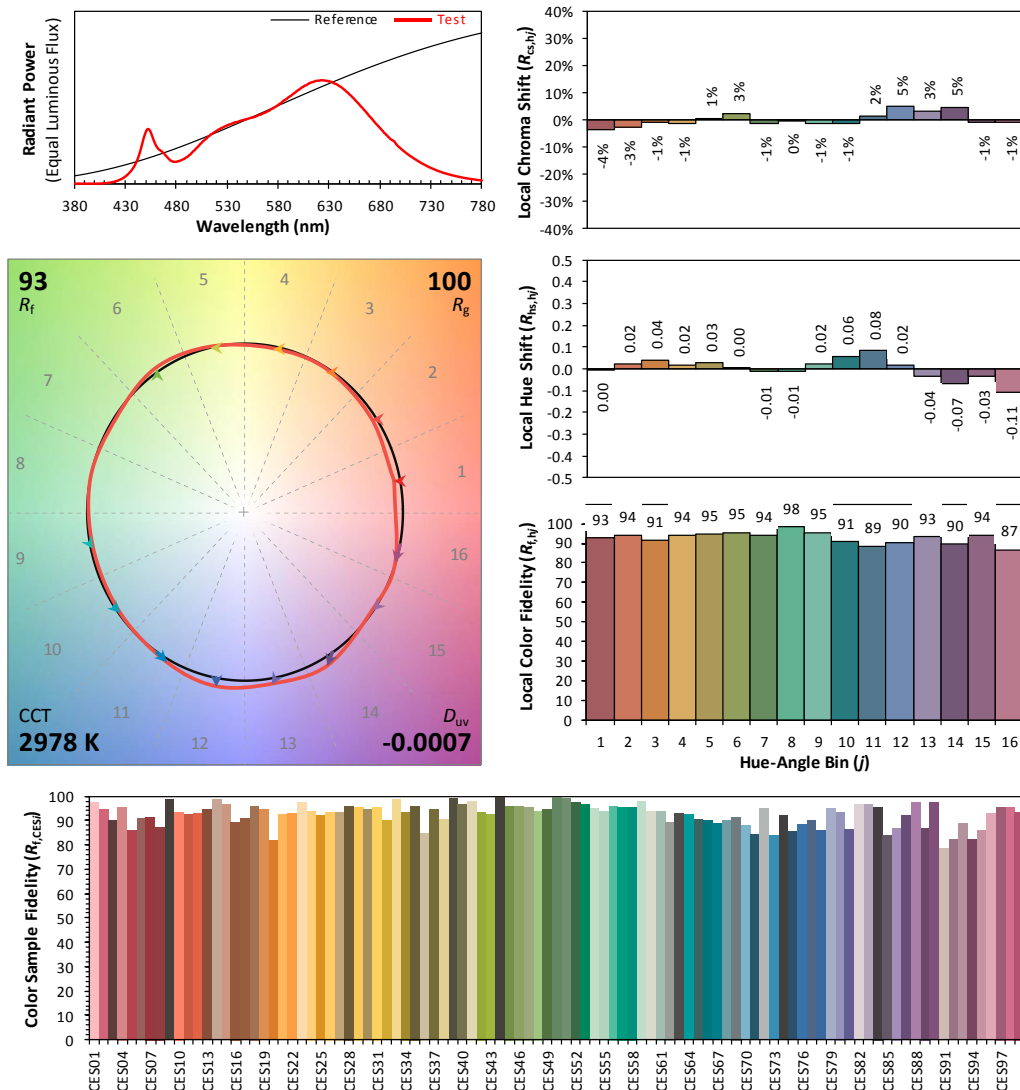 Reference
Test
Radiant Power
(Equal Luminous Flux)
380 430 480 530 580 630 680 730 780
Wavelength (nm)
Local Chroma Shift (Rcs,hj)
40%
30%
20%
10%
0%
-10%
-20%
-30%
-40%
-4% -3% -1% -1% 1% 3% -1% 0% -1% -1% 2% 5% 3% 5% -1% -1%
93
Rf
100
Rg
1
2
3
4
5
6
7
8
9
10
11
12
13
14
15
16
CCT
2978 K
Duv
-0.0007
Local Hue Shift (Rhs,hj)
0.5
0.4
0.3
0.2
0.1
0.0
-0.1
-0.2
-0.3
-0.4
-0.5
0.00 0.02 0.04 0.02 0.03 0.00 -0.01 -0.01 0.02 0.06 0.08 0.02 -0.04 -0.07 -0.03 -0.11
Local Color Fidelity (Rf,hj)
100
90
80
70
60
50
40
30
20
10
0
93 94 91 94 95 95 94 98 95 91 89 90 93 90 94 87
1 2 3 4 5 6 7 8 9 10 11 12 13 14 15 16
Hue-Angle Bin (j)
Color Sample Fidelity (Rf,CESi)
100
90
80
70
60
50
40
30
20
10
0
CES01 CES04 CES07 CES10 CES13 CES16 CES19 CES22 CES25 CES28 CES31 CES34 CES37 CES40 CES43 CES46 CES49 CES52 CES55 CES58 CES61 CES64 CES67 CES70 CES73 CES76 CES79 CES82 CES85 CES88 CES91 CES94 CES97